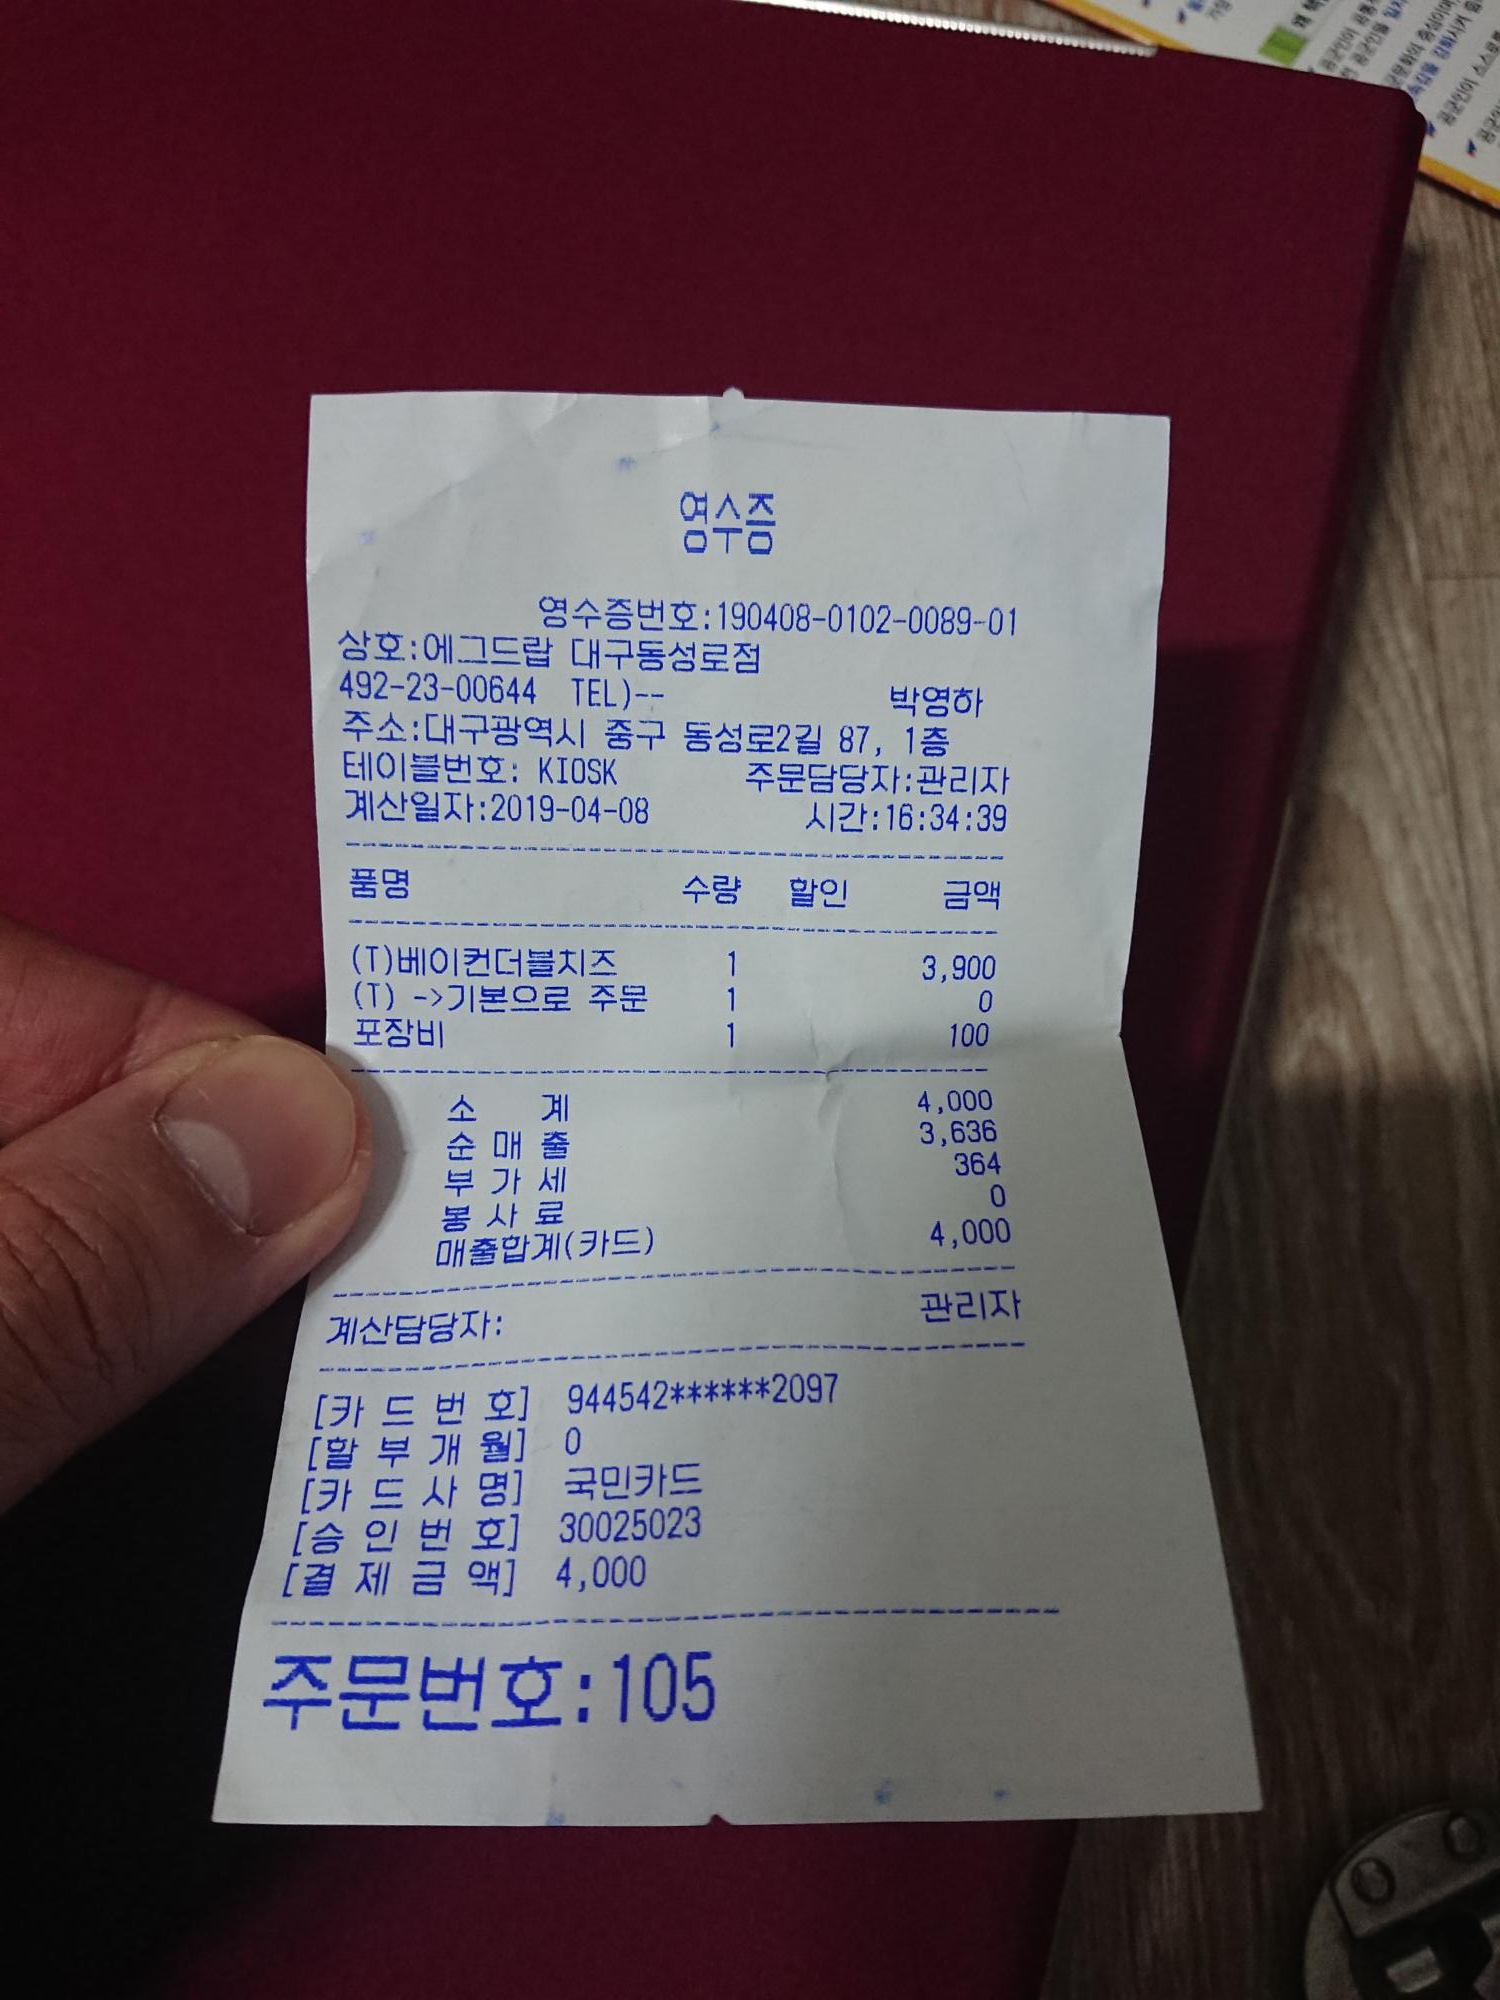 영수증
영수증번호:190408-0102-0089-01
상호:에그드랍 대구동성로점
492-23-00644 TEL)-- 박영하
주소:대구광역시 중구 동성로2길 87, 1층
테이블번호: KIOSK 주문담당자:관리자
계산일자:2019-04-08 시간:16:34:39
품명 수량 할인 금액
(T)베이컨더블치즈 1 3,900
(T) ->기본으로 주문 1 0
포장비 1 100
소 계 4,000
순 매 출 3,636
부 가 세 364
봉 사 료 0
매출합계(카드) 4,000
계산담당자: 관리자
[카 드 번 호] 944542******2097
[할 부 개 월] 0
[카 드 사 명] 국민카드
[승 인 번 호] 30025023
[결 제 금 액] 4,000
주문번호:105